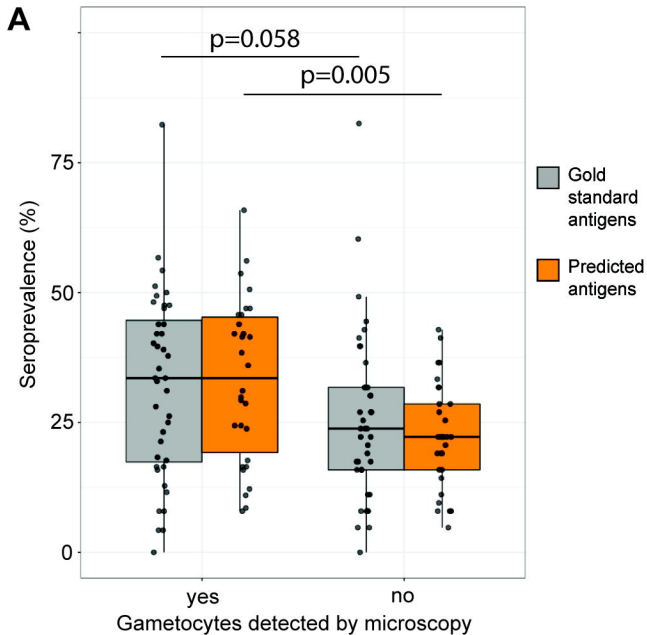 A
p=0.058
p=0.005
75
50
25
0
Seroprevalence (%)
yes
no
Gametocytes detected by microscopy
Gold
standard
antigens
Predicted
antigens